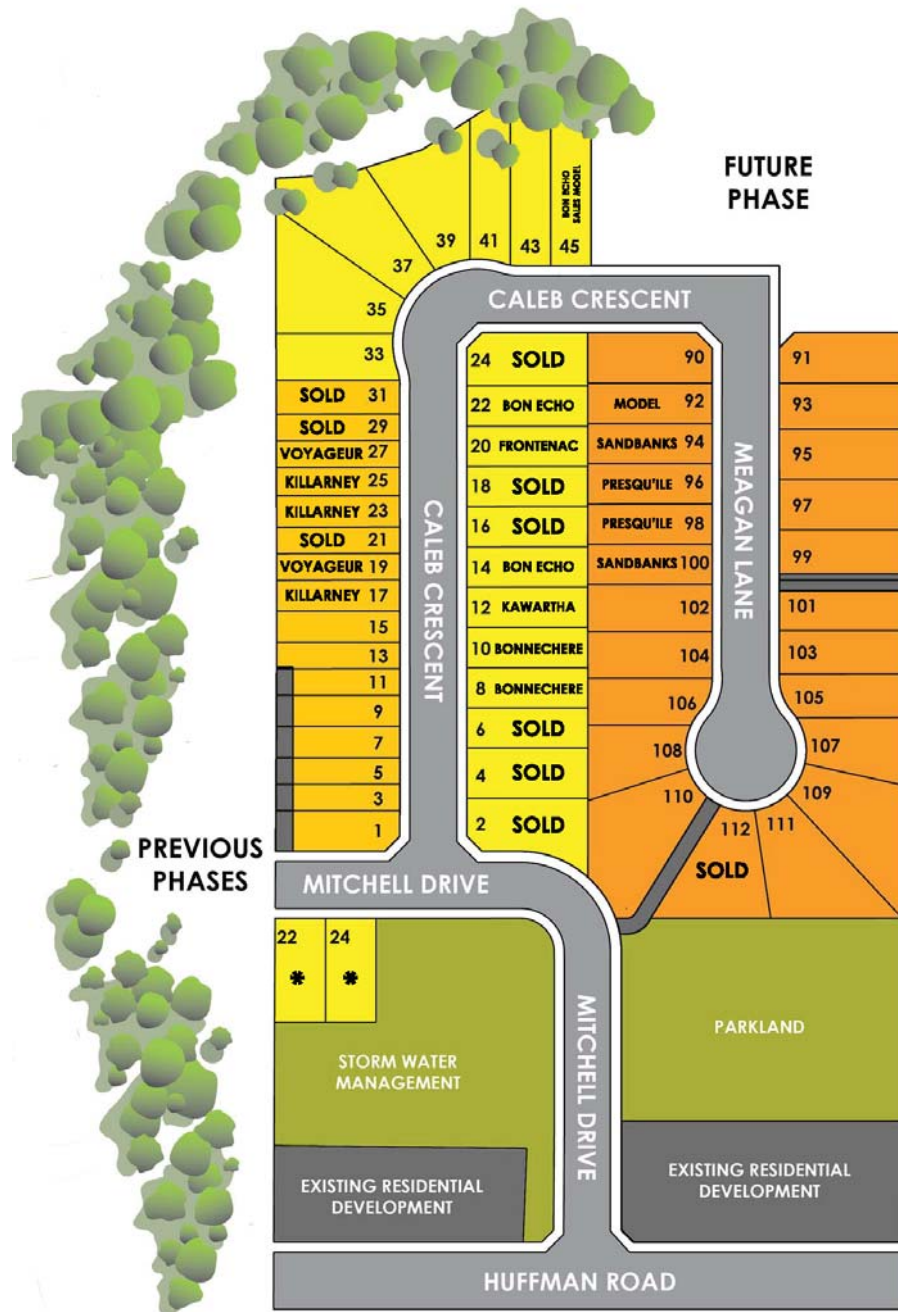 FUTURE
PHASE
BON ECHO
SALES MODEL
39
41
43
45
37
35
33
CALEB CRESCENT
SOLD 31
SOLD 29
VOYAGEUR 27
KILLARNEY 25
KILLARNEY 23
SOLD 21
VOYAGEUR 19
KILLARNEY 17
15
13
11
9
7
5
3
1
CALEB CRESCENT
24 SOLD
22 BON ECHO
20 FRONTENAC
18 SOLD
16 SOLD
14 BON ECHO
12 KAWARTHA
10 BONNECHERE
8 BONNECHERE
6 SOLD
4 SOLD
2 SOLD
90
MODEL 92
SANDBANKS 94
PRESQU'ILE 96
PRESQU'ILE 98
SANDBANKS 100
102
104
106
108
110
112
SOLD
111
109
107
105
103
101
99
97
95
93
91
MEAGAN LANE
PREVIOUS
PHASES
MITCHELL DRIVE
22
*
24
*
STORM WATER
MANAGEMENT
MITCHELL DRIVE
PARKLAND
EXISTING RESIDENTIAL
DEVELOPMENT
EXISTING RESIDENTIAL
DEVELOPMENT
HUFFMAN ROAD